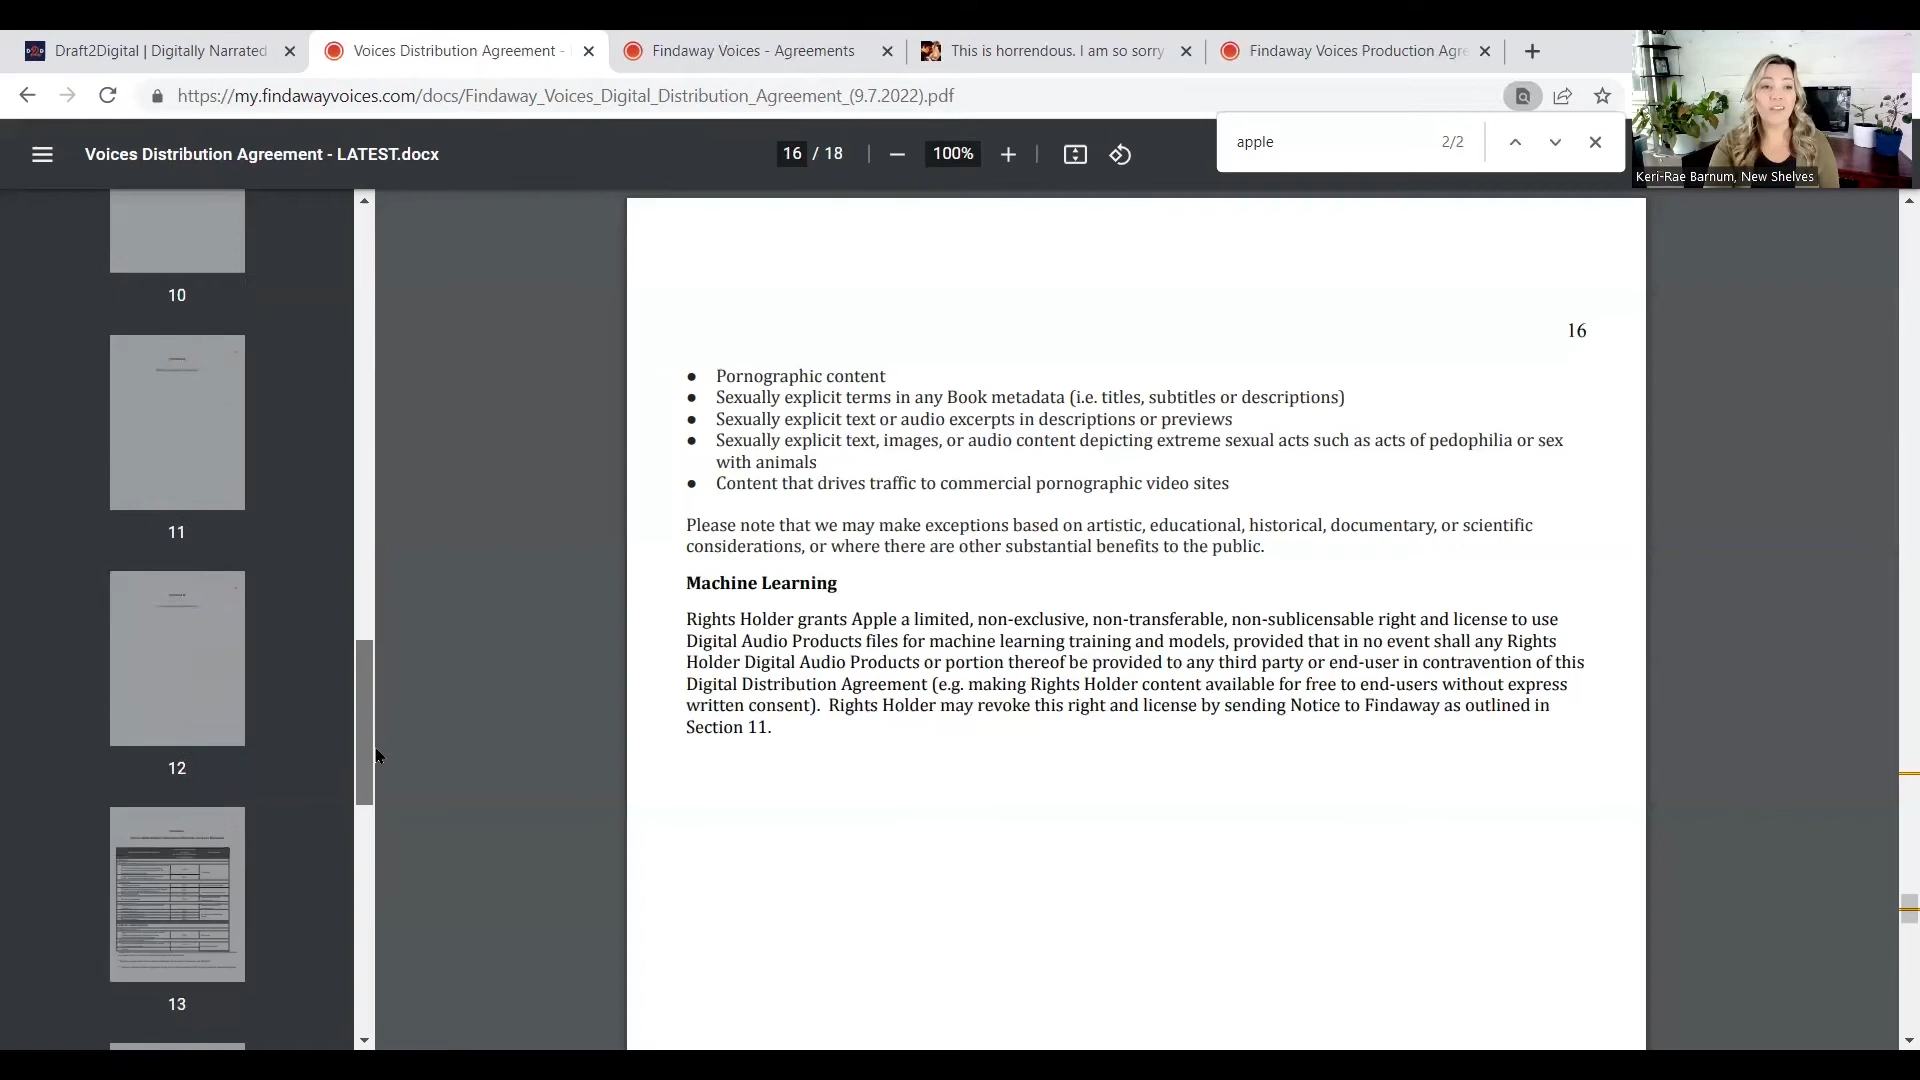 Draft2Digital | Digitally Narrated
Voices Distribution Agreement -
Findaway Voices - Agreements
This is horrendous. I am so sorry
Findaway Voices Production Agre
https://my.findawayvoices.com/docs/Findaway_Voices_Digital_Distribution_Agreement_(9.7.2022).pdf
Voices Distribution Agreement - LATEST.docx
16 / 18
100%
apple
2/2
Keri-Rae Barnum, New Shelves
10
11
12
13
16
● Pornographic content
● Sexually explicit terms in any Book metadata (i.e. titles, subtitles or descriptions)
● Sexually explicit text or audio excerpts in descriptions or previews
● Sexually explicit text, images, or audio content depicting extreme sexual acts such as acts of pedophilia or sex
with animals
● Content that drives traffic to commercial pornographic video sites
Please note that we may make exceptions based on artistic, educational, historical, documentary, or scientific
considerations, or where there are other substantial benefits to the public.
Machine Learning
Rights Holder grants Apple a limited, non-exclusive, non-transferable, non-sublicensable right and license to use
Digital Audio Products files for machine learning training and models, provided that in no event shall any Rights
Holder Digital Audio Products or portion thereof be provided to any third party or end-user in contravention of this
Digital Distribution Agreement (e.g. making Rights Holder content available for free to end-users without express
written consent). Rights Holder may revoke this right and license by sending Notice to Findaway as outlined in
Section 11.